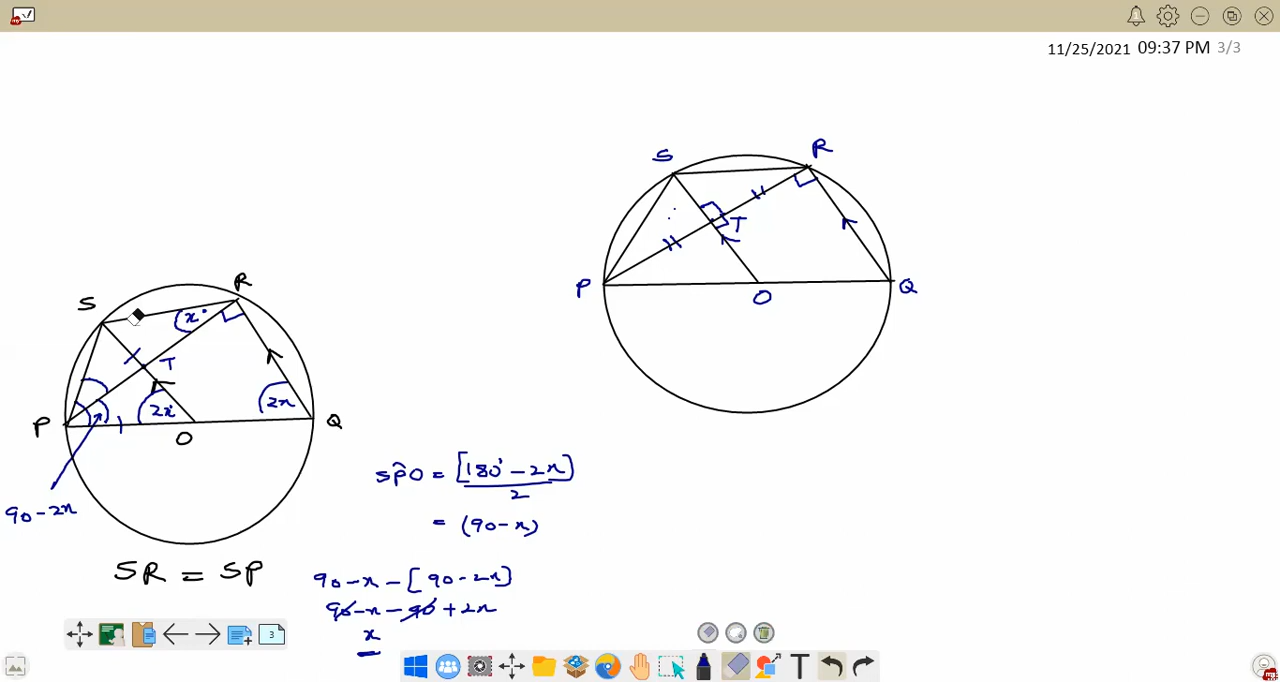 11/25/2021 09:37 PM 3/3
S
R
T
P
O
Q
R
S
x°
T
2x
2x
P
O
Q
90-2x
SP̂O = [180° - 2x]
2
= (90-x)
SR = SP
90-x-[90-2x]
90-x-90+2x
x
3
T